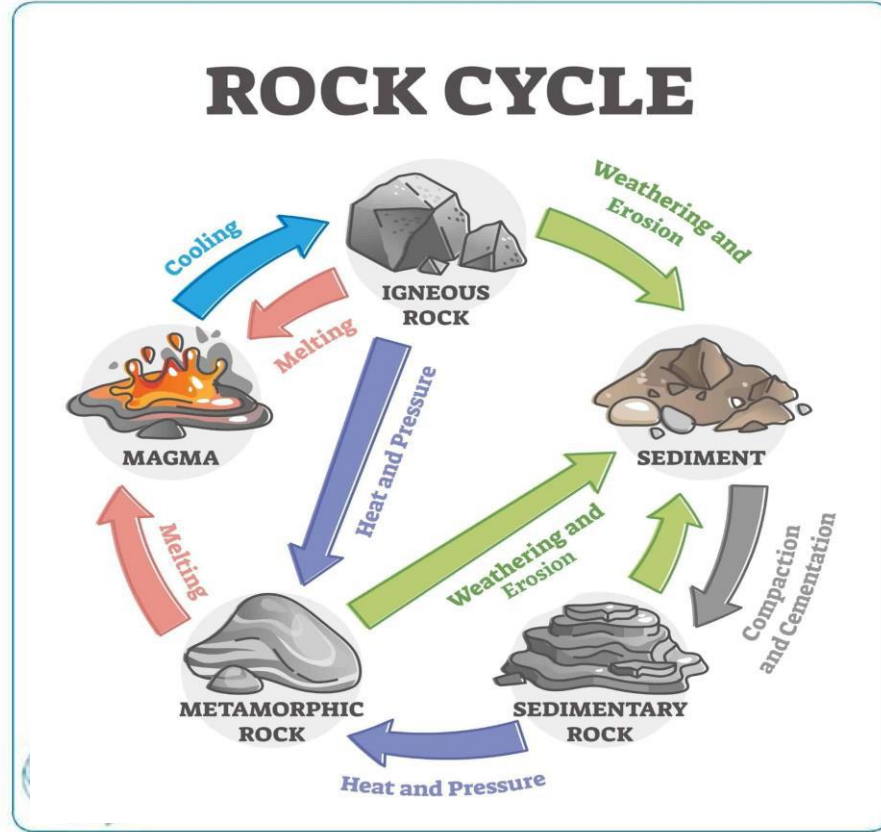 ROCK CYCLE
Cooling
Weathering and
Erosion
IGNEOUS
ROCK
Melting
MAGMA
SEDIMENT
Heat and Pressure
Melting
Weathering and
Erosion
Compaction
and Cementation
METAMORPHIC
ROCK
SEDIMENTARY
ROCK
Heat and Pressure